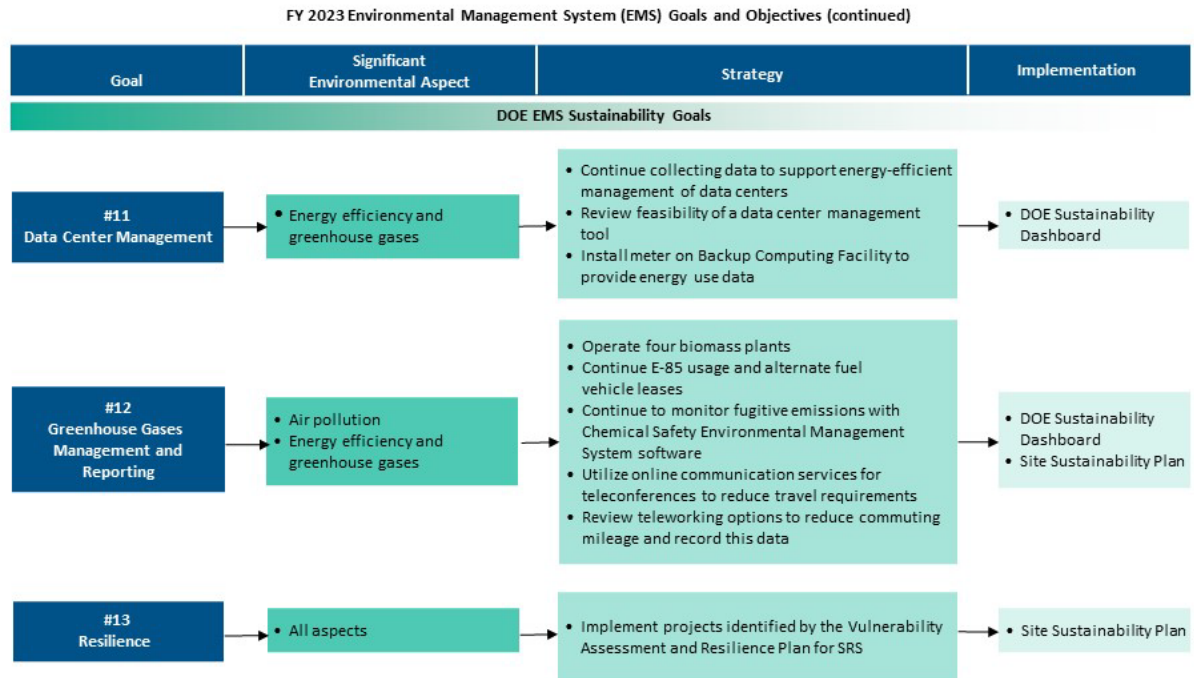 FY 2023 Environmental Management System (EMS) Goals and Objectives (continued)
Goal
Significant
Environmental Aspect
Strategy
Implementation
DOE EMS Sustainability Goals
#11
Data Center Management
• Energy efficiency and
greenhouse gases
• Continue collecting data to support energy-efficient
management of data centers
• Review feasibility of a data center management
tool
• Install meter on Backup Computing Facility to
provide energy use data
• DOE Sustainability
Dashboard
#12
Greenhouse Gases
Management and
Reporting
• Air pollution
• Energy efficiency and
greenhouse gases
• Operate four biomass plants
• Continue E-85 usage and alternate fuel
vehicle leases
• Continue to monitor fugitive emissions with
Chemical Safety Environmental Management
System software
• Utilize online communication services for
teleconferences to reduce travel requirements
• Review teleworking options to reduce commuting
mileage and record this data
• DOE Sustainability
Dashboard
• Site Sustainability Plan
#13
Resilience
• All aspects
• Implement projects identified by the Vulnerability
Assessment and Resilience Plan for SRS
• Site Sustainability Plan